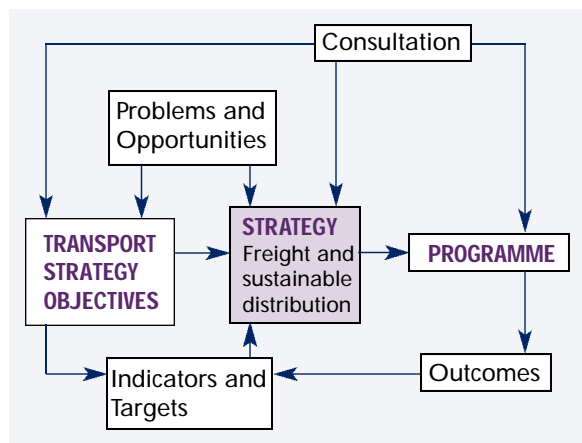 Consultation
Problems and
Opportunities
TRANSPORT
STRATEGY
OBJECTIVES
STRATEGY
Freight and
sustainable
distribution
PROGRAMME
Indicators and
Targets
Outcomes